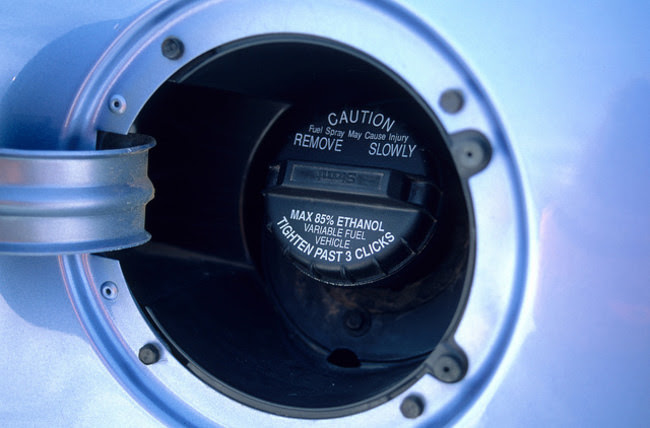 CAUTION
Fuel Spray May Cause Injury
REMOVE SLOWLY
MAX 85% ETHANOL
VARIABLE FUEL
VEHICLE
TIGHTEN PAST 3 CLICKS